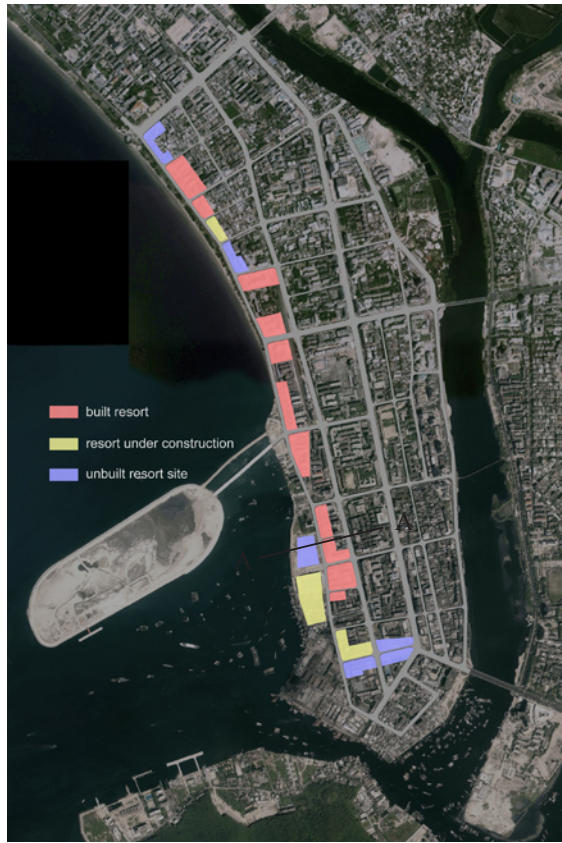 built resort
resort under construction
unbuilt resort site
A
A